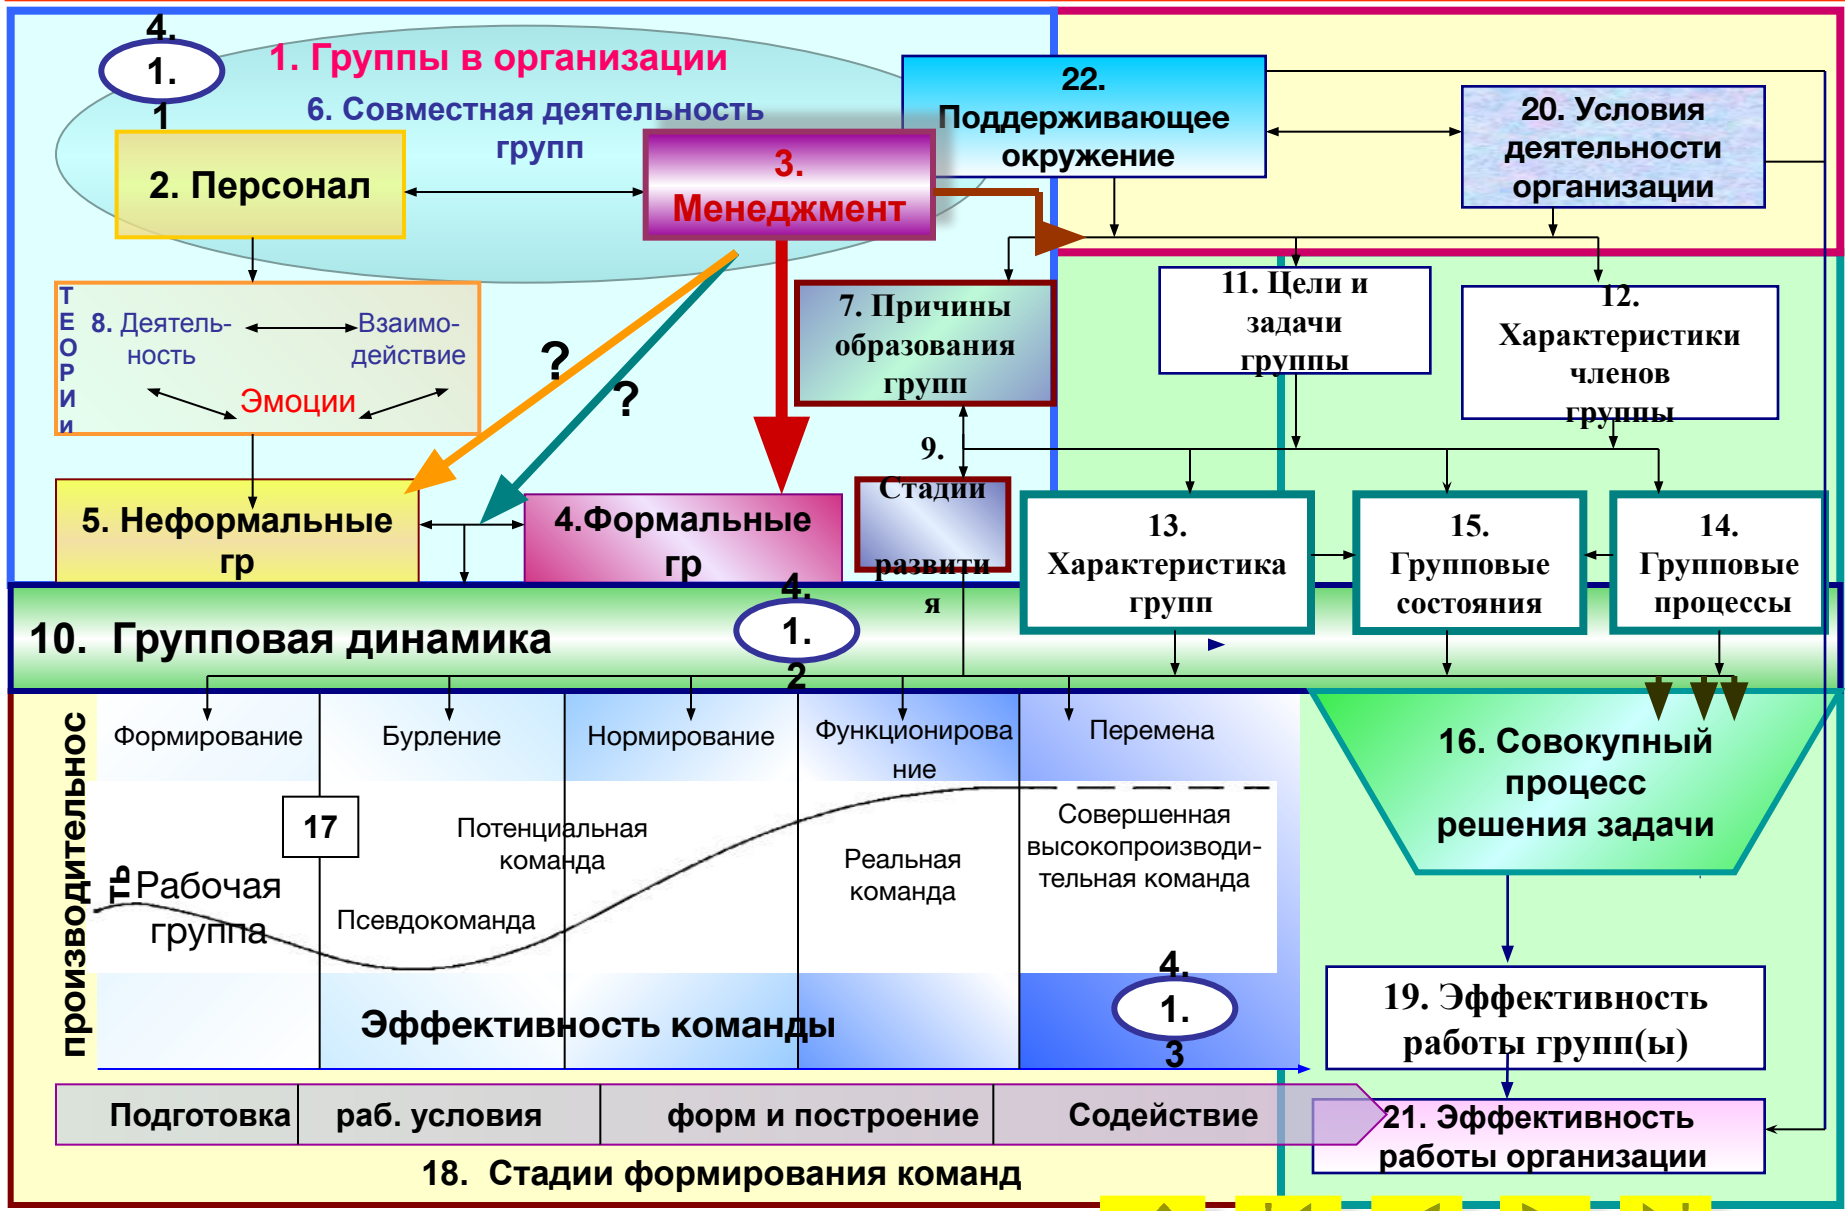 4.
1.
1
1. Группы в организации
6. Совместная деятельность
групп
2. Персонал
3.
Менеджмент
22.
Поддерживающее
окружение
20. Условия
деятельности
организации
Т
Е
О
Р
И
и
8. Деятель-
ность
Взаимо-
действие
Эмоции
?
?
7. Причины
образования
групп
11. Цели и
задачи
группы
12.
Характеристики
членов
группы
5. Неформальные
гр
4.Формальные
гр
9.
Стадии
развити
я
13.
Характеристика
групп
15.
Групповые
состояния
14.
Групповые
процессы
10. Групповая динамика
4.
1.
2
производительнос
ть
Формирование
Бурление
Нормирование
Функционирова
ние
Перемена
17
Рабочая
группа
Псевдокоманда
Потенциальная
команда
Реальная
команда
Совершенная
высокопроизводи-
тельная команда
Эффективность команды
4.
1.
3
16. Совокупный
процесс
решения задачи
19. Эффективность
работы групп(ы)
21. Эффективность
работы организации
Подготовка
раб. условия
форм и построение
Содействие
18. Стадии формирования команд